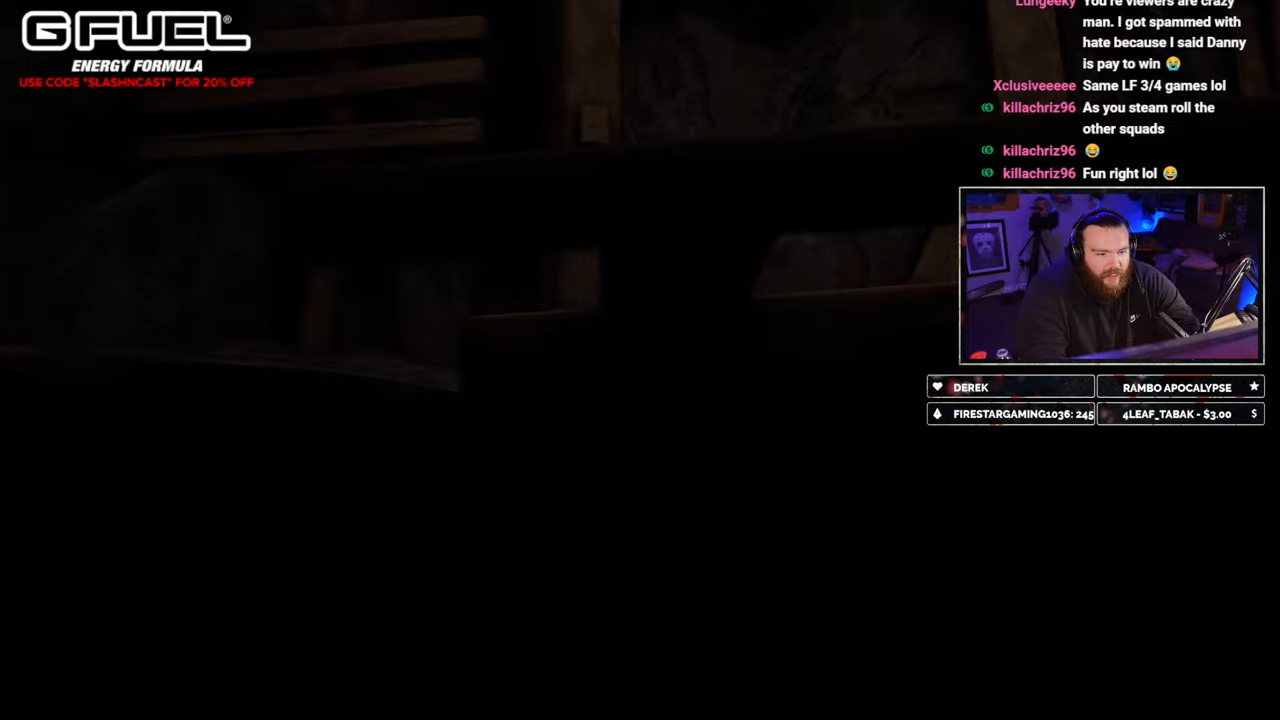 GFUEL®
ENERGY FORMULA
USE CODE "SLASHNCAST" FOR 20% OFF
Lungeeky You're viewers are crazy
man. I got spammed with
hate because I said Danny
is pay to win 😭
Xclusiveeeee Same LF 3/4 games lol
killachriz96 As you steam roll the
other squads
killachriz96 😂
killachriz96 Fun right lol 😂
DEREK
RAMBO APOCALYPSE
FIRESTARGAMING1036: 245
4LEAF_TABAK - $3.00 $